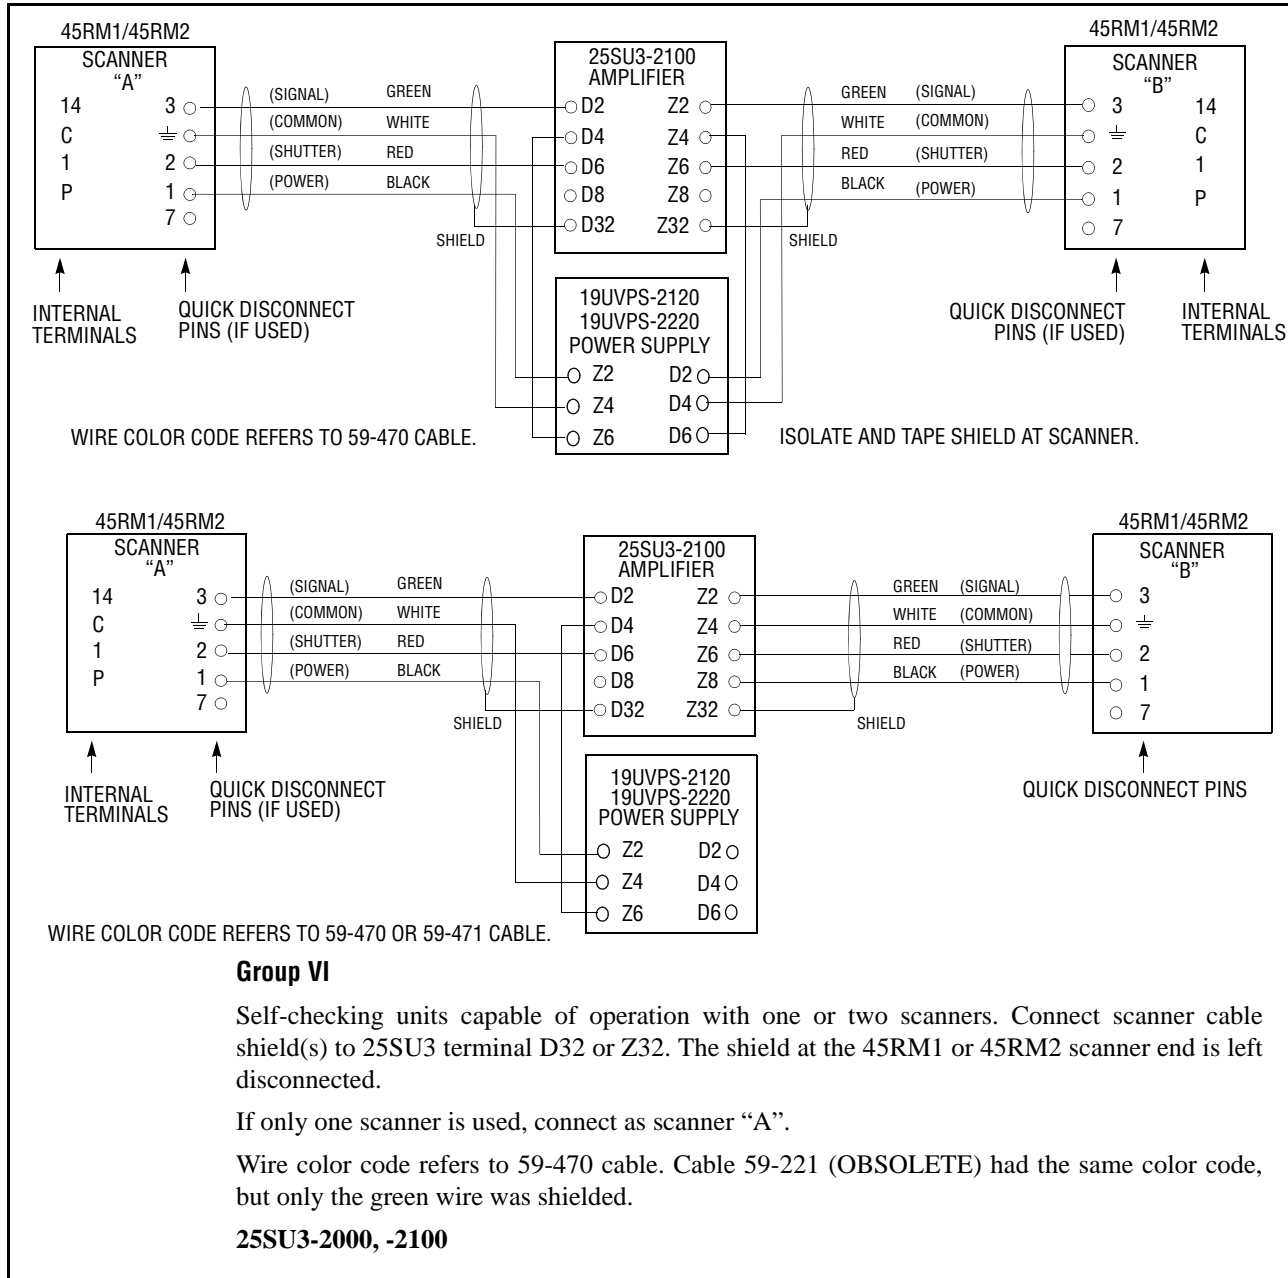 45RM1/45RM2
SCANNER
“A”
14 3
C
1 2
P 1
7
(SIGNAL) GREEN
(COMMON) WHITE
(SHUTTER) RED
(POWER) BLACK
SHIELD
INTERNAL
TERMINALS
QUICK DISCONNECT
PINS (IF USED)
25SU3-2100
AMPLIFIER
D2 Z2
D4 Z4
D6 Z6
D8 Z8
D32 Z32
19UVPS-2120
19UVPS-2220
POWER SUPPLY
Z2 D2
Z4 D4
Z6 D6
GREEN (SIGNAL)
WHITE (COMMON)
RED (SHUTTER)
BLACK (POWER)
SHIELD
45RM1/45RM2
SCANNER
“B”
3 14
C
2 1
1 P
7
QUICK DISCONNECT
PINS (IF USED)
INTERNAL
TERMINALS
WIRE COLOR CODE REFERS TO 59-470 CABLE.
ISOLATE AND TAPE SHIELD AT SCANNER.
45RM1/45RM2
SCANNER
“A”
14 3
C
1 2
P 1
7
(SIGNAL) GREEN
(COMMON) WHITE
(SHUTTER) RED
(POWER) BLACK
SHIELD
INTERNAL
TERMINALS
QUICK DISCONNECT
PINS (IF USED)
25SU3-2100
AMPLIFIER
D2 Z2
D4 Z4
D6 Z6
D8 Z8
D32 Z32
19UVPS-2120
19UVPS-2220
POWER SUPPLY
Z2 D2
Z4 D4
Z6 D6
GREEN (SIGNAL)
WHITE (COMMON)
RED (SHUTTER)
BLACK (POWER)
SHIELD
45RM1/45RM2
SCANNER
“B”
3
2
1
7
QUICK DISCONNECT PINS
WIRE COLOR CODE REFERS TO 59-470 OR 59-471 CABLE.
Group VI
Self-checking units capable of operation with one or two scanners. Connect scanner cable
shield(s) to 25SU3 terminal D32 or Z32. The shield at the 45RM1 or 45RM2 scanner end is left
disconnected.
If only one scanner is used, connect as scanner “A”.
Wire color code refers to 59-470 cable. Cable 59-221 (OBSOLETE) had the same color code,
but only the green wire was shielded.
25SU3-2000, -2100